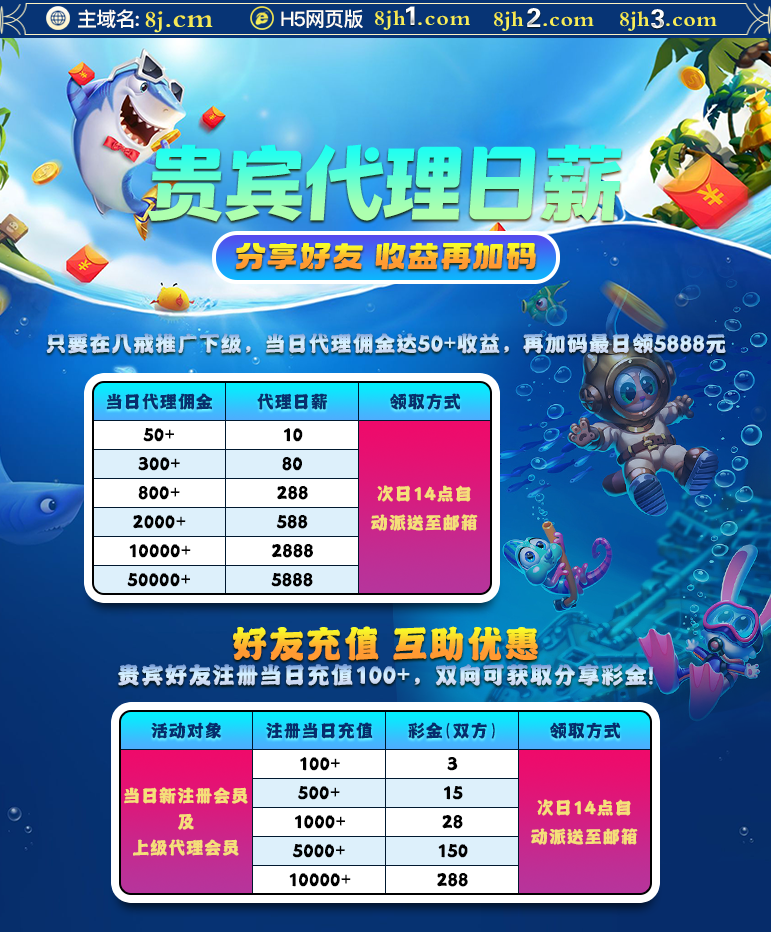 主域名: 8j.cm H5网页版 8jh1.com 8jh2.com 8jh3.com
贵宾代理日薪
分享好友 收益再加码
只要在八戒推广下级，当日代理佣金达50+收益，再加码最日领5888元
当日代理佣金 代理日薪 领取方式
50+ 10
300+ 80
800+ 288
2000+ 588
10000+ 2888
50000+ 5888
次日14点自
动派送至邮箱
好友充值 互助优惠
贵宾好友注册当日充值100+，双向可获取分享彩金!
活动对象 注册当日充值 彩金(双方) 领取方式
100+ 3
500+ 15
1000+ 28
5000+ 150
10000+ 288
当日新注册会员
及
上级代理会员
次日14点自
动派送至邮箱